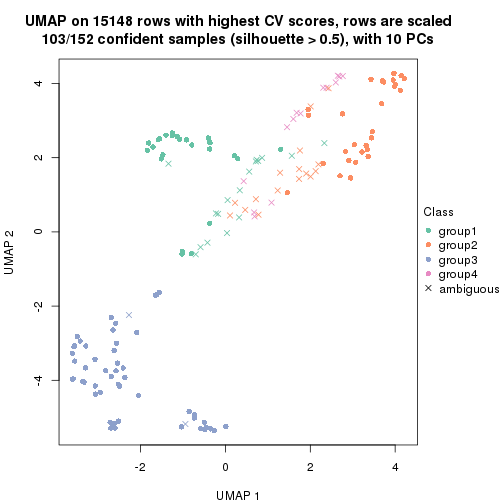 UMAP on 15148 rows with highest CV scores, rows are scaled
103/152 confident samples (silhouette > 0.5), with 10 PCs
4
2
0
-2
-4
UMAP 2
-2
0
2
4
UMAP 1
Class
group1
group2
group3
group4
ambiguous